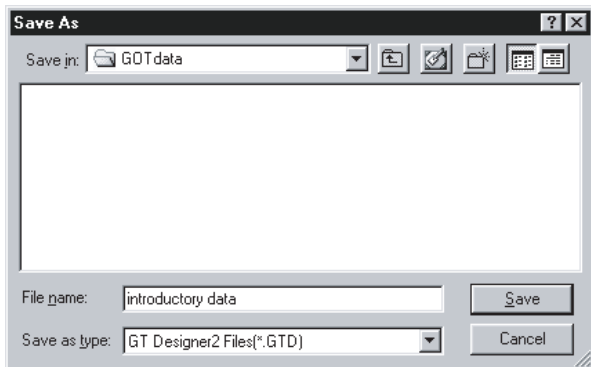 Save As
Save in: GOTdata
File name: introductory data
Save
Save as type: GT Designer2 Files(*.GTD)
Cancel